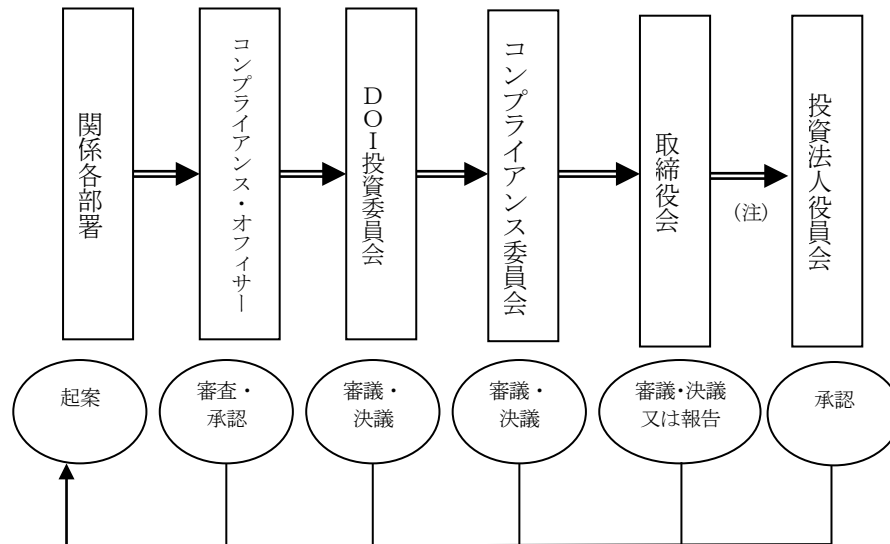 関係各部署
コンプライアンス・オフィサー
DOI投資委員会
コンプライアンス委員会
取締役会
(注)
投資法人役員会
起案
審査・
承認
審議・
決議
審議・
決議
審議・決議
又は報告
承認